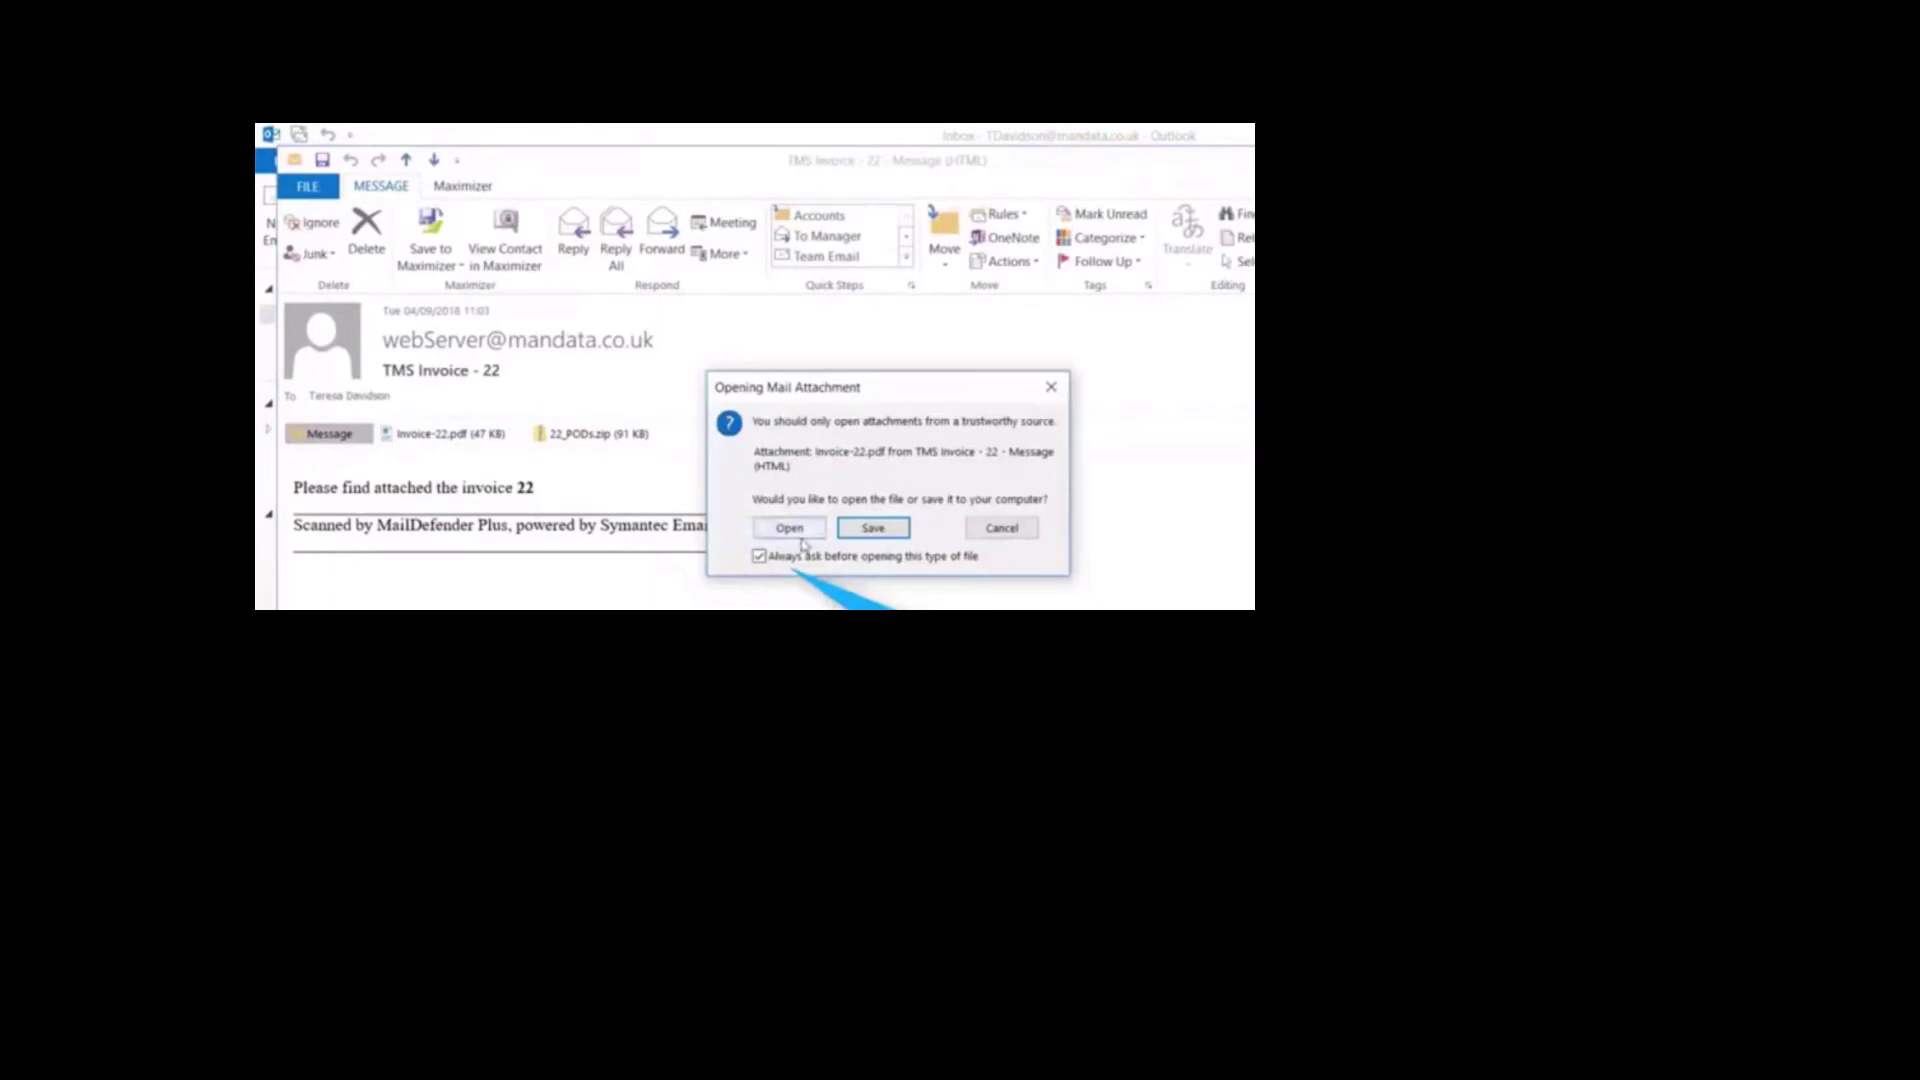 Inbox - TDavidson@mandata.co.uk - Outlook
TMS Invoice - 22 - Message (HTML)
FILE MESSAGE Maximizer
Ignore
Junk
Delete
Save to Maximizer
View Contact in Maximizer
Reply
Reply All
Forward
Meeting
More
Accounts
To Manager
Team Email
Move
Rules
OneNote
Actions
Mark Unread
Categorize
Follow Up
Translate
Delete Maximizer Respond Quick Steps Move Tags Editing
Tue 04/09/2018 11:03
webServer@mandata.co.uk
TMS Invoice - 22
To Teresa Davidson
Message Invoice-22.pdf (47 KB) 22_PODs.zip (91 KB)
Please find attached the invoice 22
Scanned by MailDefender Plus, powered by Symantec
Opening Mail Attachment
You should only open attachments from a trustworthy source.
Attachment: Invoice-22.pdf from TMS Invoice - 22 - Message
(HTML)
Would you like to open the file or save it to your computer?
Open Save Cancel
Always ask before opening this type of file